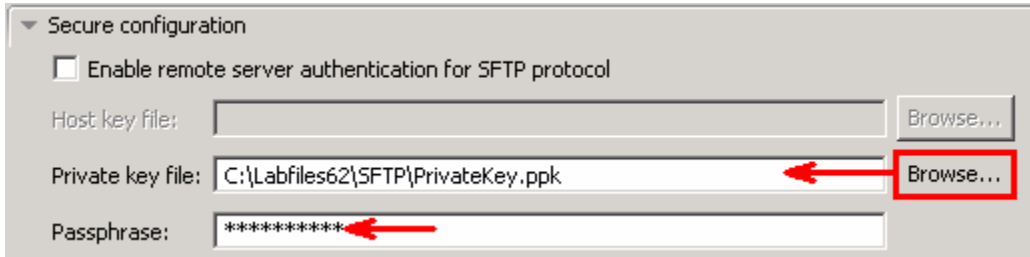 Secure configuration
Enable remote server authentication for SFTP protocol
Host key file: Browse...
Private key file: C:\Labfiles62\SFTP\PrivateKey.ppk Browse...
Passphrase: **********